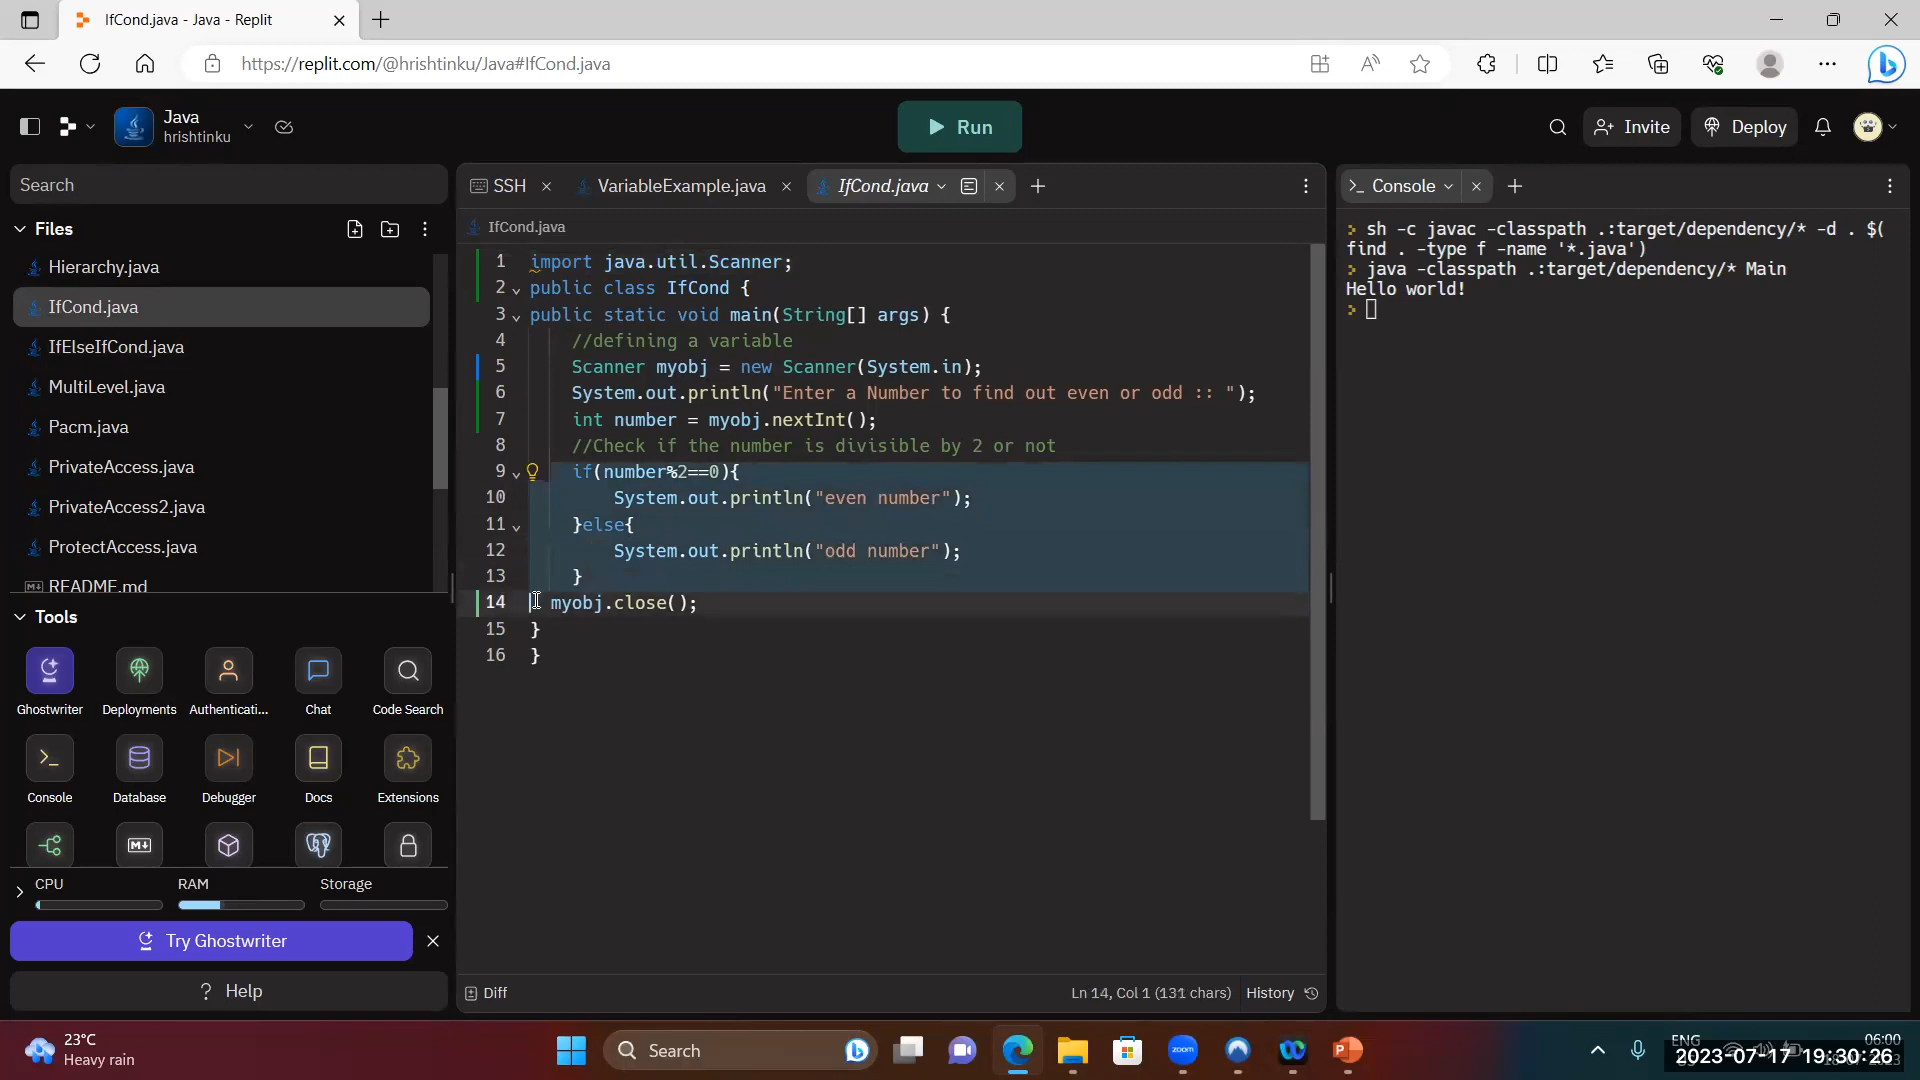 IfCond.java - Java - Replit
https://replit.com/@hrishtinku/Java#IfCond.java
Java
hrishtinku
Run
Invite
Deploy
Search
Files
Hierarchy.java
IfCond.java
IfElseIfCond.java
MultiLevel.java
Pacm.java
PrivateAccess.java
PrivateAccess2.java
ProtectAccess.java
README.md
Tools
Ghostwriter
Deployments
Authenticati...
Chat
Code Search
Console
Database
Debugger
Docs
Extensions
CPU
RAM
Storage
Try Ghostwriter
? Help
SSH
VariableExample.java
IfCond.java
IfCond.java
1 import java.util.Scanner;
2 public class IfCond {
3 public static void main(String[] args) {
4 //defining a variable
5 Scanner myobj = new Scanner(System.in);
6 System.out.println("Enter a Number to find out even or odd :: ");
7 int number = myobj.nextInt();
8 //Check if the number is divisible by 2 or not
9 if(number%2==0){
10 System.out.println("even number");
11 }else{
12 System.out.println("odd number");
13 }
14 myobj.close();
15 }
16 }
Diff
Ln 14, Col 1 (131 chars)
History
Console
> sh -c javac -classpath .:target/dependency/* -d . $(
find . -type f -name '*.java')
> java -classpath .:target/dependency/* Main
Hello world!
>
23°C
Heavy rain
Search
zoom
ENG
06:00
2023-07-17 19:30:26